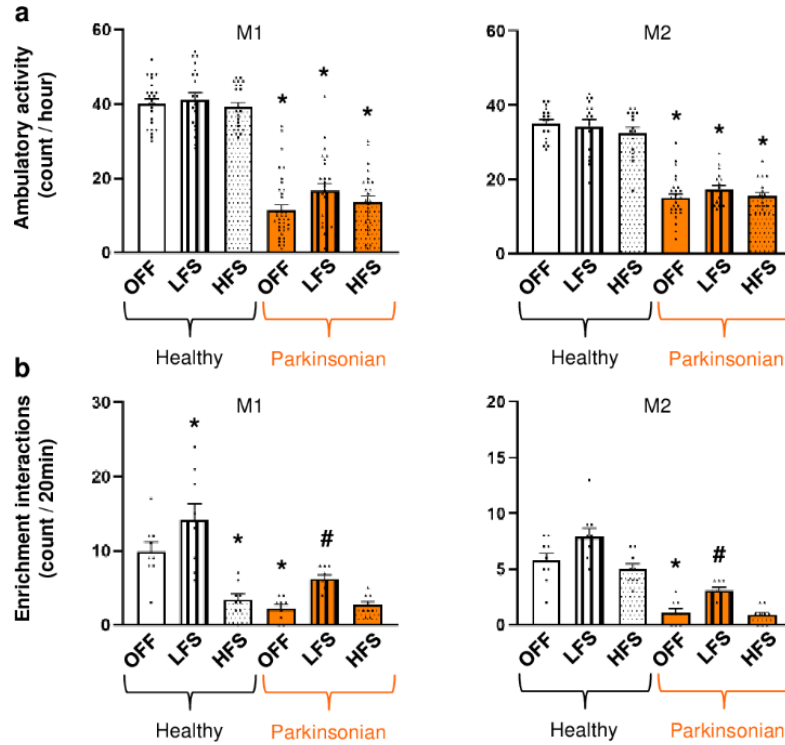 a
M1
M2
Ambulatory activity
(count / hour)
60
40
20
0
* * *
OFF LFS HFS OFF LFS HFS
Healthy Parkinsonian
60
40
20
0
* * *
OFF LFS HFS OFF LFS HFS
Healthy Parkinsonian
b
M1
M2
Enrichment interactions
(count / 20min)
30
20
10
0
* * * #
OFF LFS HFS OFF LFS HFS
Healthy Parkinsonian
20
15
10
5
0
* #
OFF LFS HFS OFF LFS HFS
Healthy Parkinsonian